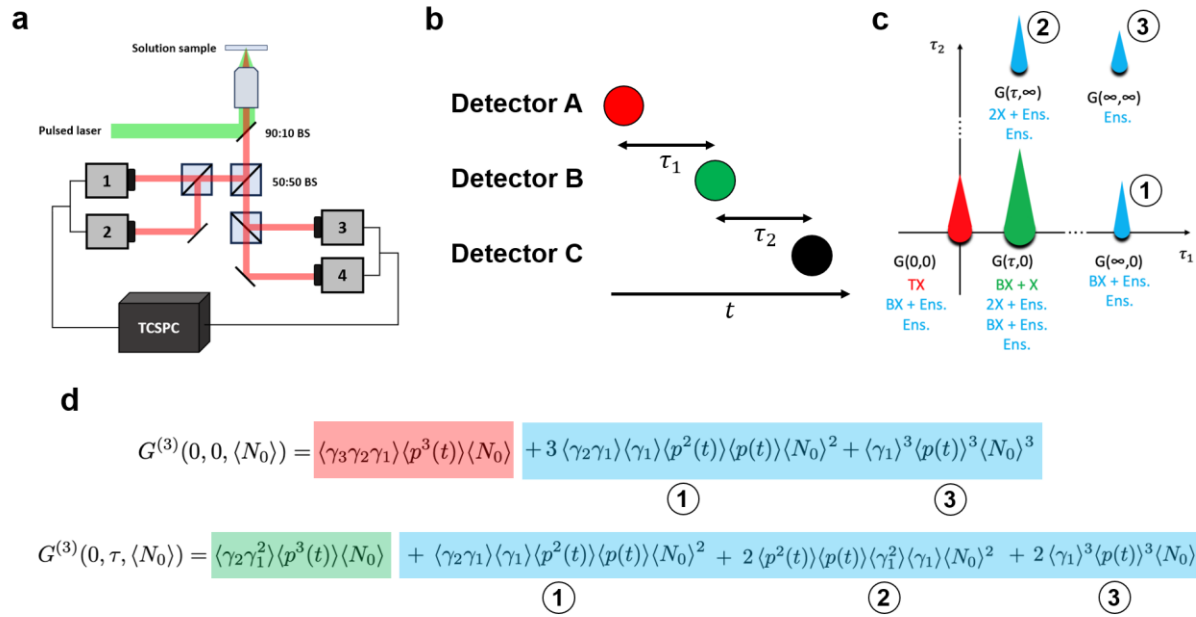 a
Solution sample
Pulsed laser
90:10 BS
50:50 BS
1
2
3
4
TCSPC
b
Detector A
τ₁
Detector B
τ₂
Detector C
t
c
τ₂
2
3
G(τ,∞)
2X + Ens.
Ens.
G(∞,∞)
Ens.
1
τ₁
G(0,0)
TX
BX + Ens.
Ens.
G(τ,0)
BX + X
2X + Ens.
BX + Ens.
Ens.
G(∞,0)
BX + Ens.
Ens.
d
G⁽³⁾(0, 0, ⟨N₀⟩) = ⟨γ₃γ₂γ₁⟩⟨p³(t)⟩⟨N₀⟩ + 3 ⟨γ₂γ₁⟩⟨γ₁⟩⟨p²(t)⟩⟨p(t)⟩⟨N₀⟩² + ⟨γ₁⟩³⟨p(t)⟩³⟨N₀⟩³
1 3
G⁽³⁾(0, τ, ⟨N₀⟩) = ⟨γ₂γ₁²⟩⟨p³(t)⟩⟨N₀⟩ + ⟨γ₂γ₁⟩⟨γ₁⟩⟨p²(t)⟩⟨p(t)⟩⟨N₀⟩² + 2 ⟨p²(t)⟩⟨p(t)⟩⟨γ₁²⟩⟨γ₁⟩⟨N₀⟩² + 2 ⟨γ₁⟩³⟨p(t)⟩³⟨N₀⟩
1 2 3